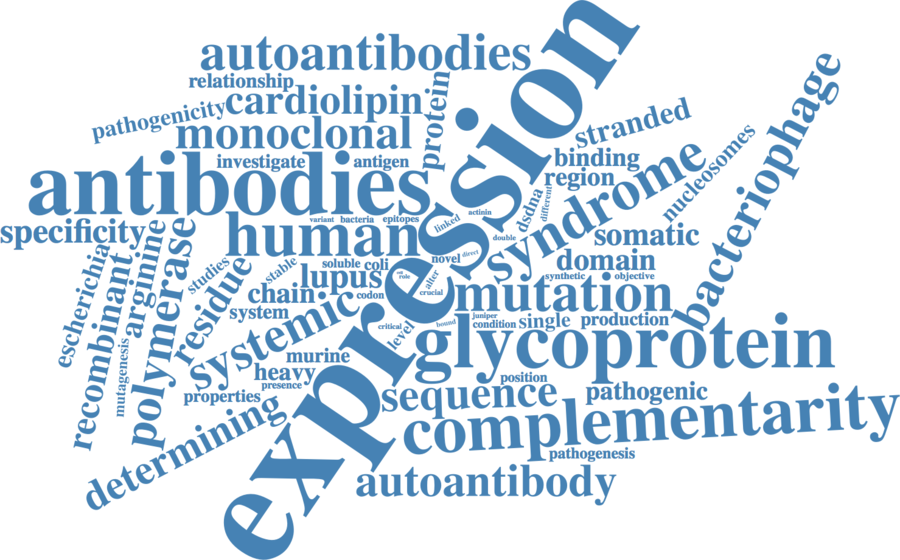 autoantibodies
relationship
cardiolipin
protein
pathogenicity
monoclonal
investigate
antigen
antibodies
expression
stranded
binding
region
bacteriophage
nucleosomes
syndrome
dsdna
different
variant
bacteria
epitopes
linked
actinin
double
specificity
human
somatic
domain
synthetic
objective
escherichia
recombinant
arginine
mutagenesis
polymerase
studies
residue
stable
soluble
coli
novel
direct
lupus
role
alter
crucial
chain
codon
system
systemic
mutation
critical
level
bound
juniper
condition
single
production
glycoprotein
murine
heavy
presence
properties
position
sequence
pathogenic
determining
complementarity
pathogenesis
autoantibody